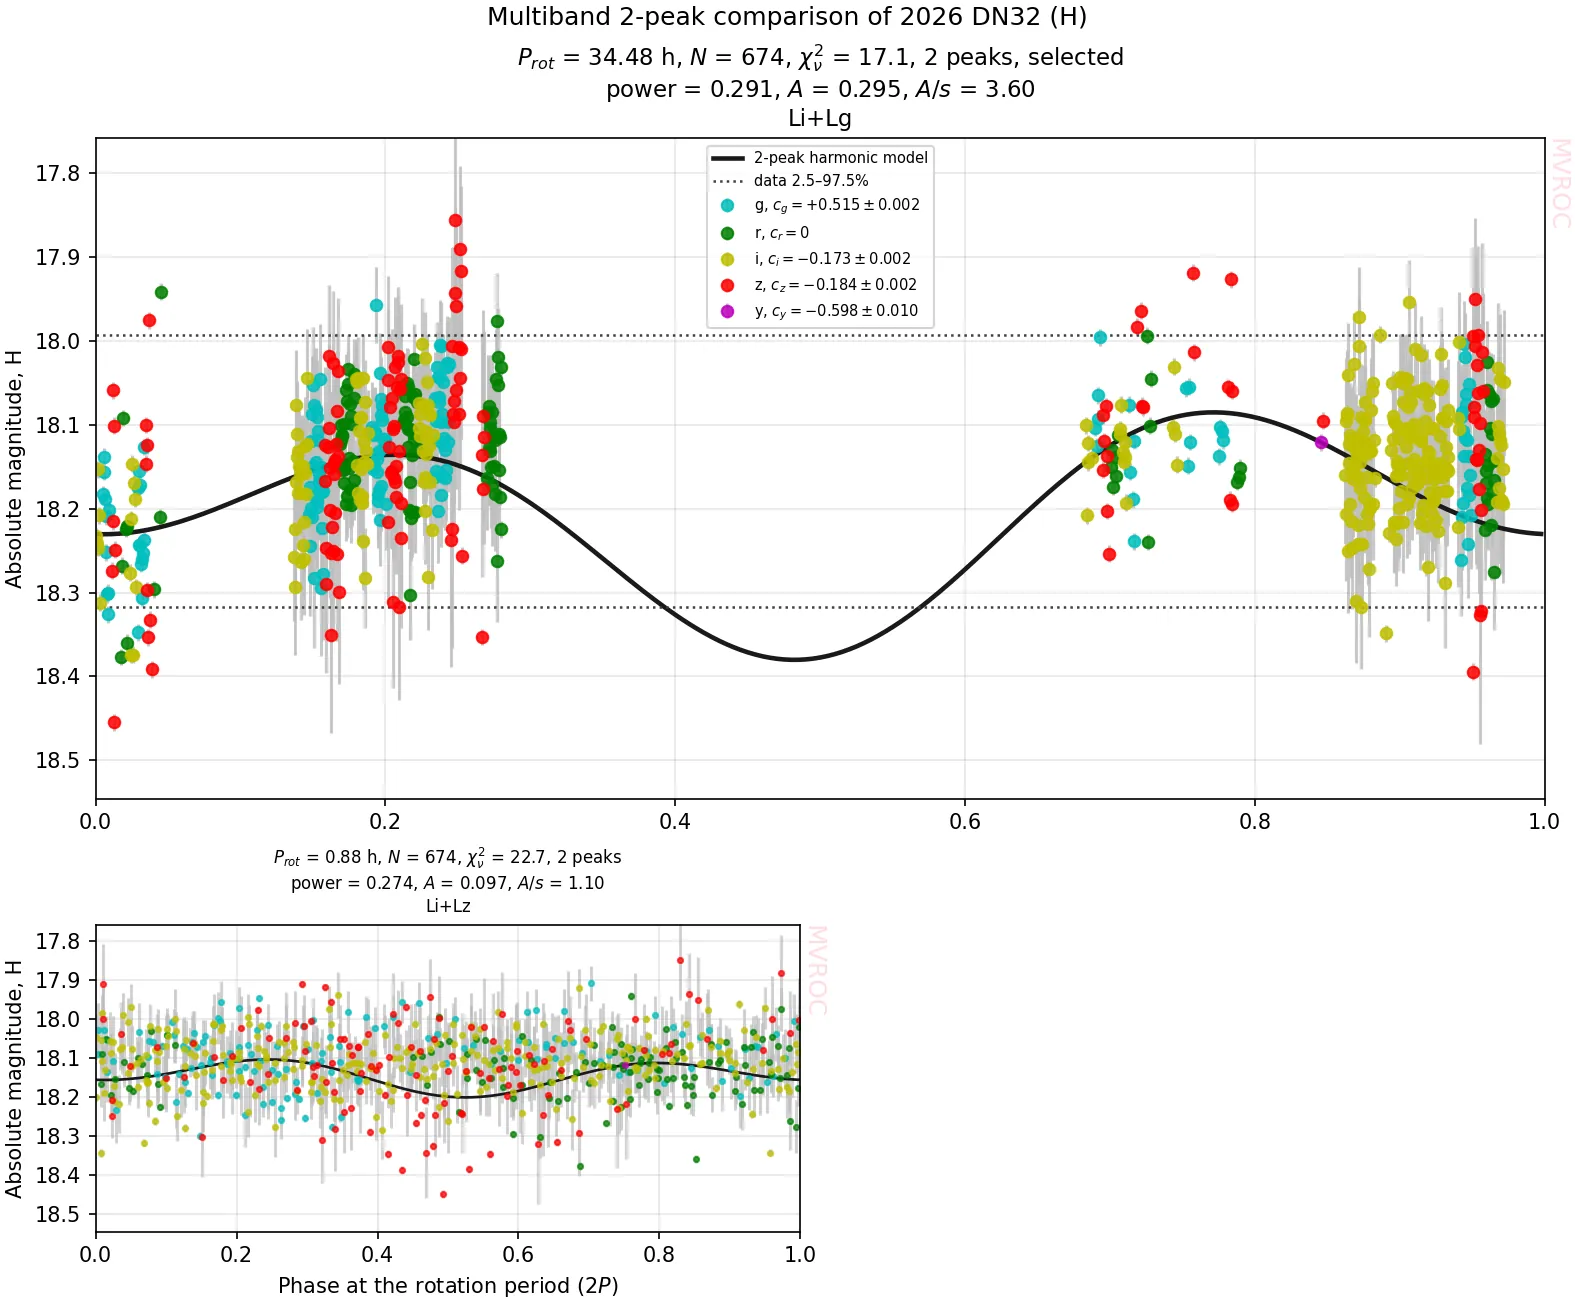 Multiband 2-peak comparison of 2026 DN32 (H)
P_rot = 34.48 h, N = 674, χ²_ν = 17.1, 2 peaks, selected
power = 0.291, A = 0.295, A/s = 3.60
Li+Lg
2-peak harmonic model
data 2.5–97.5%
g, c_g = +0.515 ± 0.002
r, c_r = 0
i, c_i = −0.173 ± 0.002
z, c_z = −0.184 ± 0.002
y, c_y = −0.598 ± 0.010
MVROC
Absolute magnitude, H
17.8
17.9
18.0
18.1
18.2
18.3
18.4
18.5
0.0 0.2 0.4 0.6 0.8 1.0
P_rot = 0.88 h, N = 674, χ²_ν = 22.7, 2 peaks
power = 0.274, A = 0.097, A/s = 1.10
Li+Lz
MVROC
Absolute magnitude, H
17.8
17.9
18.0
18.1
18.2
18.3
18.4
18.5
0.0 0.2 0.4 0.6 0.8 1.0
Phase at the rotation period (2P)